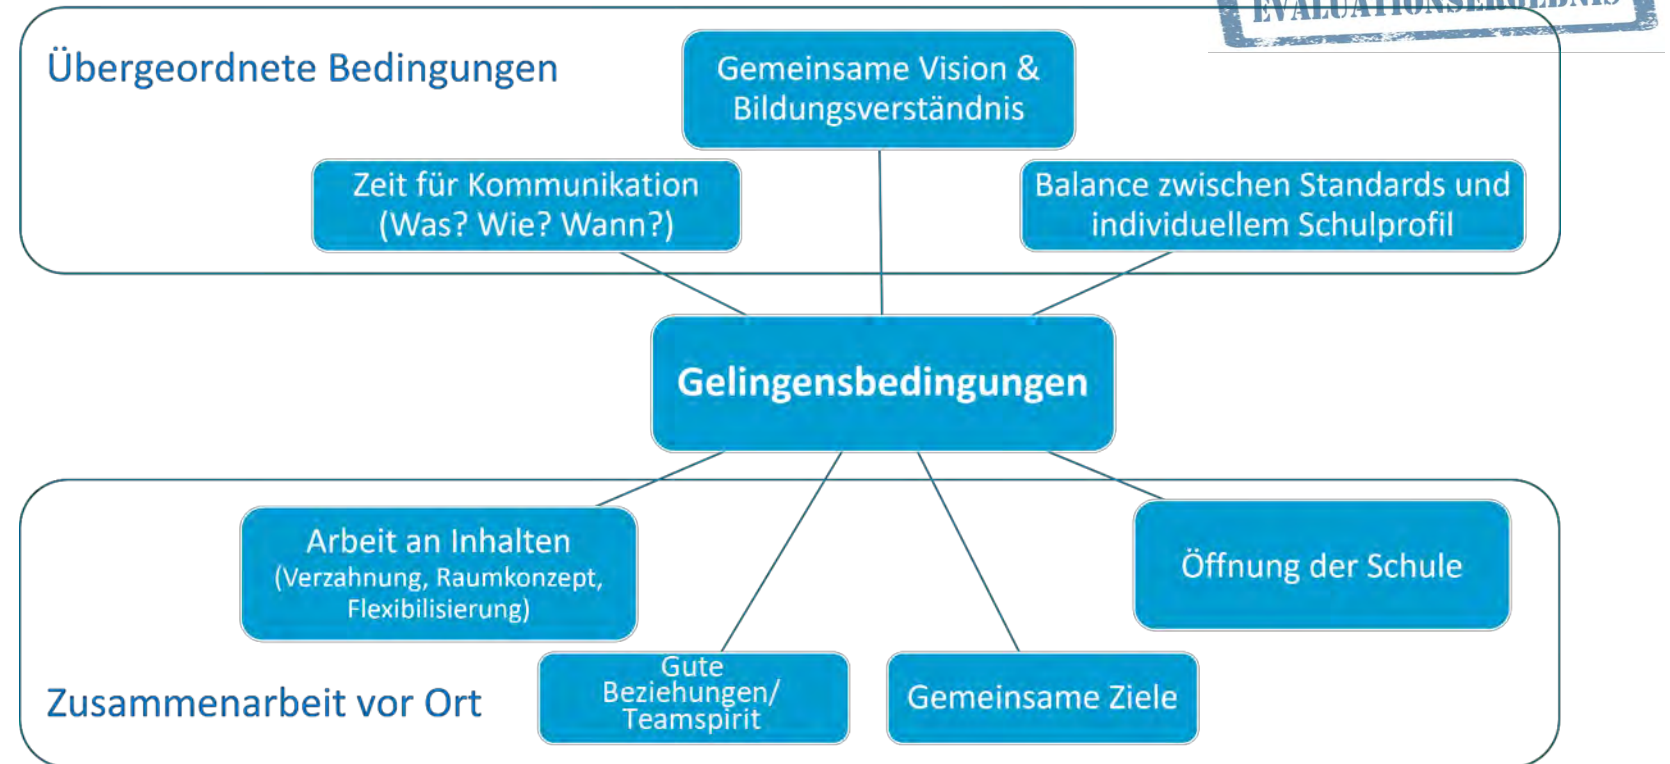 EVALUATIONSERGEBNIS
Übergeordnete Bedingungen
Gemeinsame Vision &
Bildungsverständnis
Zeit für Kommunikation
(Was? Wie? Wann?)
Balance zwischen Standards und
individuellem Schulprofil
Gelingensbedingungen
Arbeit an Inhalten
(Verzahnung, Raumkonzept,
Flexibilisierung)
Öffnung der Schule
Gute
Beziehungen/
Teamspirit
Gemeinsame Ziele
Zusammenarbeit vor Ort